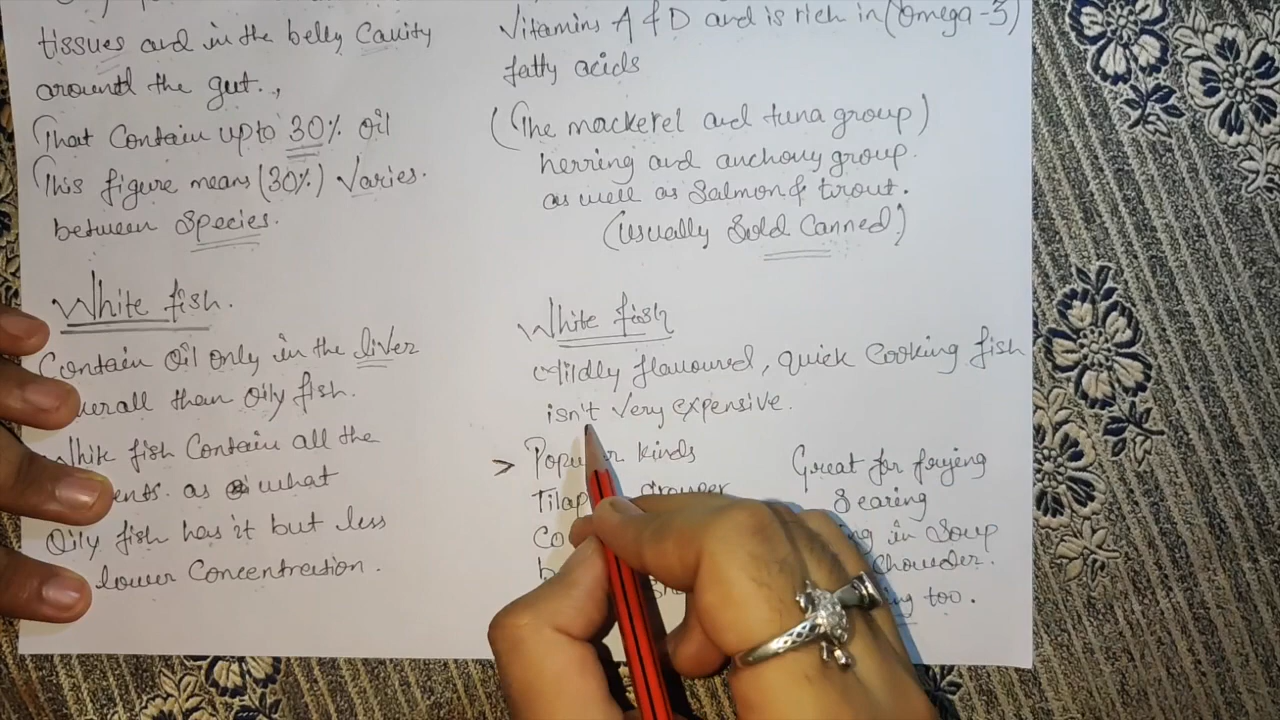 tissues and in the belly Cavity
around the gut.,
That Contain up to 30% Oil
This figure means (30%) Varies.
between Species.
White fish.
Contain Oil only in the liver
overall than Oily fish.
White fish Contain all the
as what
Oily fish has it but less
lower Concentration.
Vitamins A & D and is rich in (Omega-3)
fatty acids
(The mackerel and tuna group)
herring and anchovy group.
as well as Salmon & trout.
(Usually Sold Canned)
White fish
Mildly flavoured, quick Cooking fish
isn't Very expensive.
> kinds
grouper
Great for frying
Searing
in Soup
Chowder.
too.